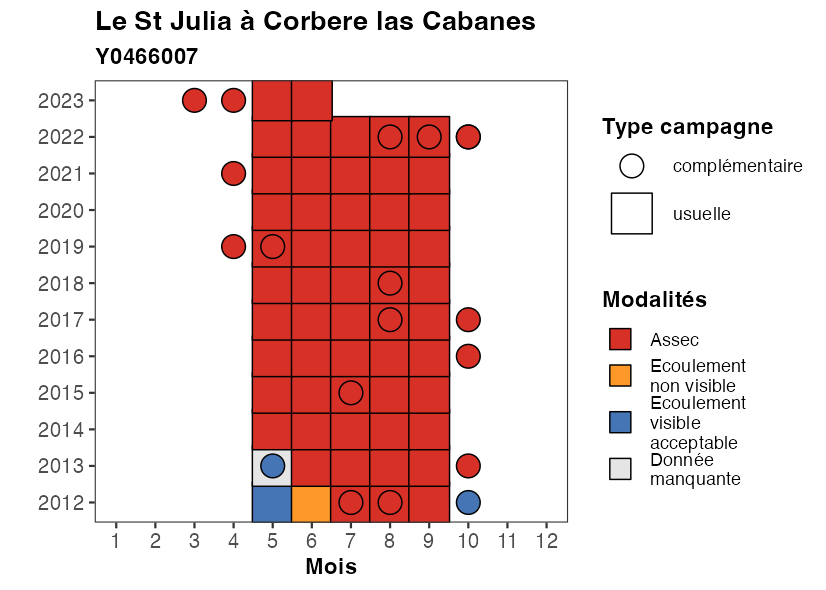 Le St Julia à Corbere las Cabanes
Y0466007
2023
2022
2021
2020
2019
2018
2017
2016
2015
2014
2013
2012
1 2 3 4 5 6 7 8 9 10 11 12
Mois
Type campagne
complémentaire
usuelle
Modalités
Assec
Ecoulement
non visible
Ecoulement
visible
acceptable
Donnée
manquante